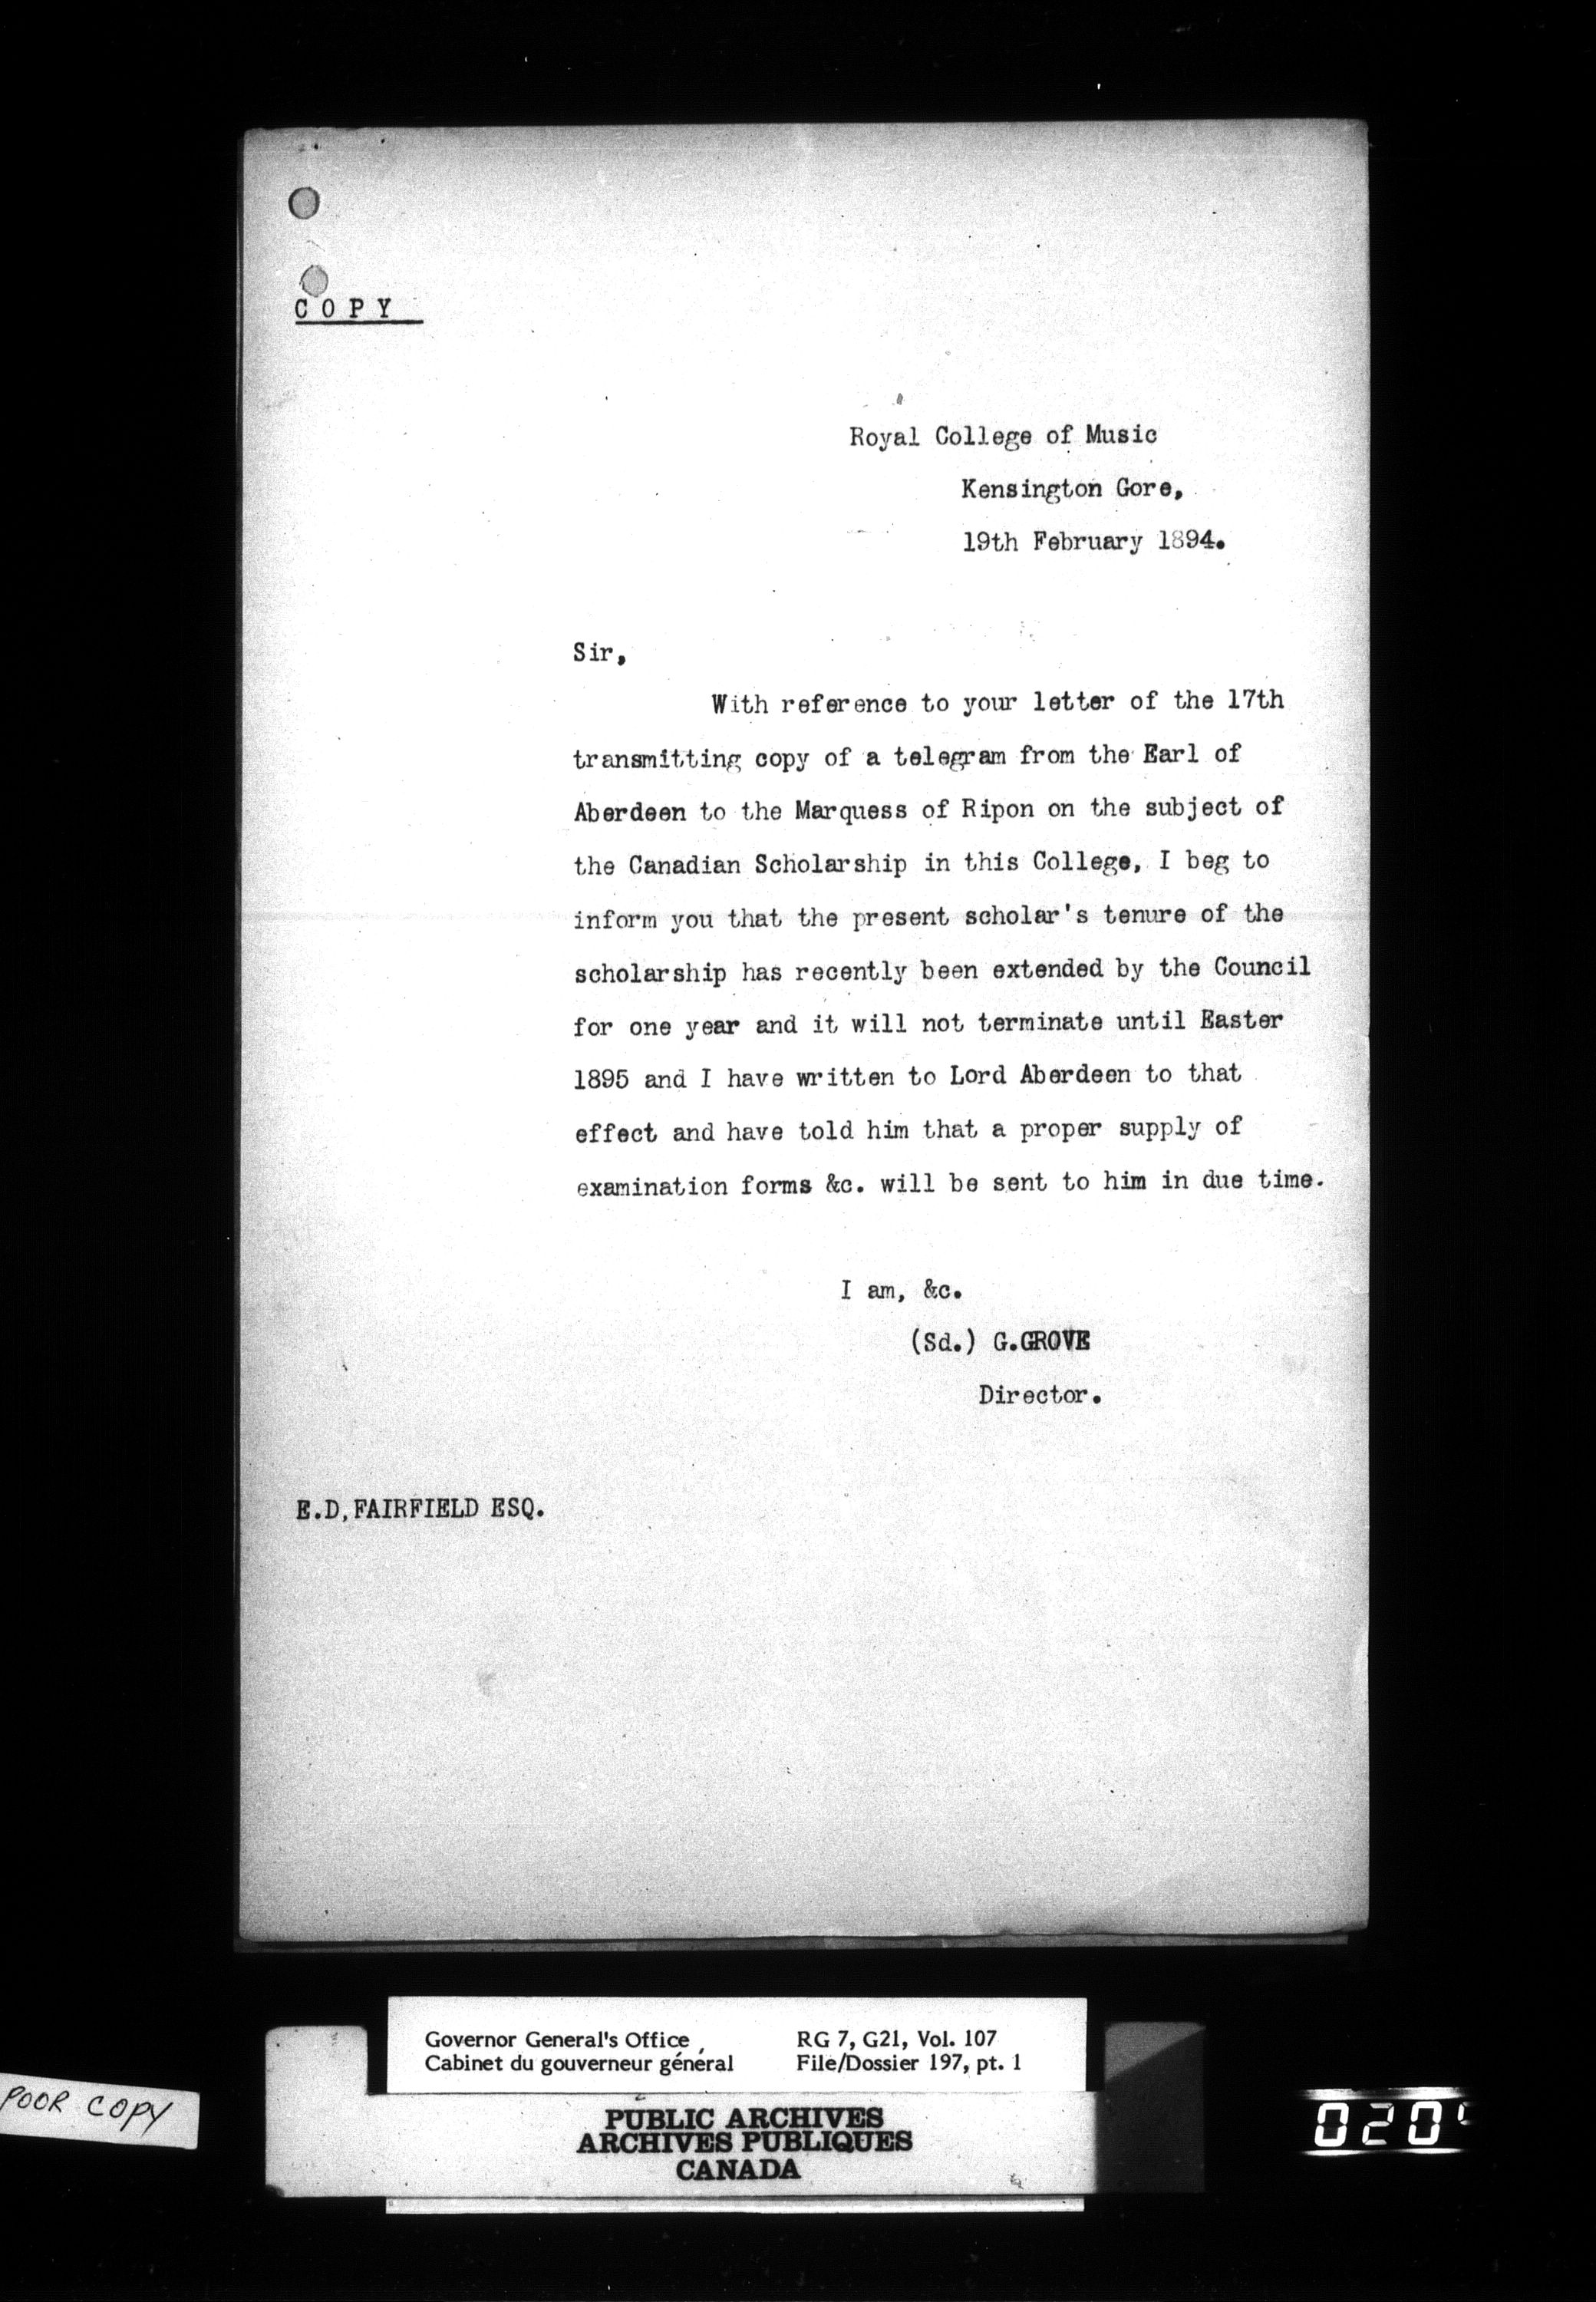 COPY
Royal College of Music
Kensington Gore,
19th February 1894.
Sir,
With reference to your letter of the 17th
transmitting copy of a telegram from the Earl of
Aberdeen to the Marquess of Ripon on the subject of
the Canadian Scholarship in this College, I beg to
inform you that the present scholar's tenure of the
scholarship has recently been extended by the Council
for one year and it will not terminate until Easter
1895 and I have written to Lord Aberdeen to that
effect and have told him that a proper supply of
examination forms &c. will be sent to him in due time.
I am, &c.
(Sd.) G.GROVE
Director.
E.D,FAIRFIELD ESQ.
Governor General's Office RG 7, G21, Vol. 107
Cabinet du gouverneur général File/Dossier 197, pt. 1
POOR COPY
PUBLIC ARCHIVES
ARCHIVES PUBLIQUES
CANADA
020